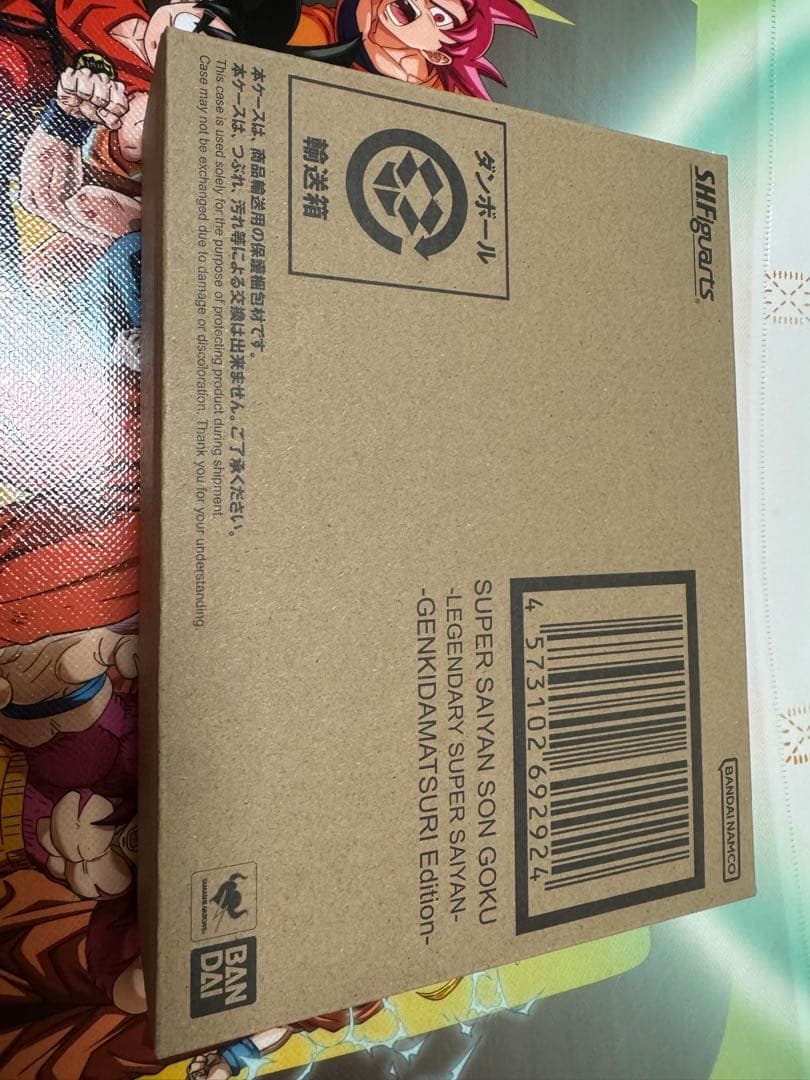 S.H.Figuarts
ダンボール
輸送箱
本ケースは、商品輸送用の保護梱包材です。
本ケースは、つぶれ、汚れ等による交換は出来ません。ご了承ください。
This case is used solely for the purpose of protecting product during shipment.
Case may not be exchanged due to damage or discoloration. Thank you for your understanding.
BANDAI NAMCO
4 573102 692924
SUPER SAIYAN SON GOKU
-LEGENDARY SUPER SAIYAN-
-GENKIDAMATSURI Edition-
TAMASHII NATIONS
BAN
DAI